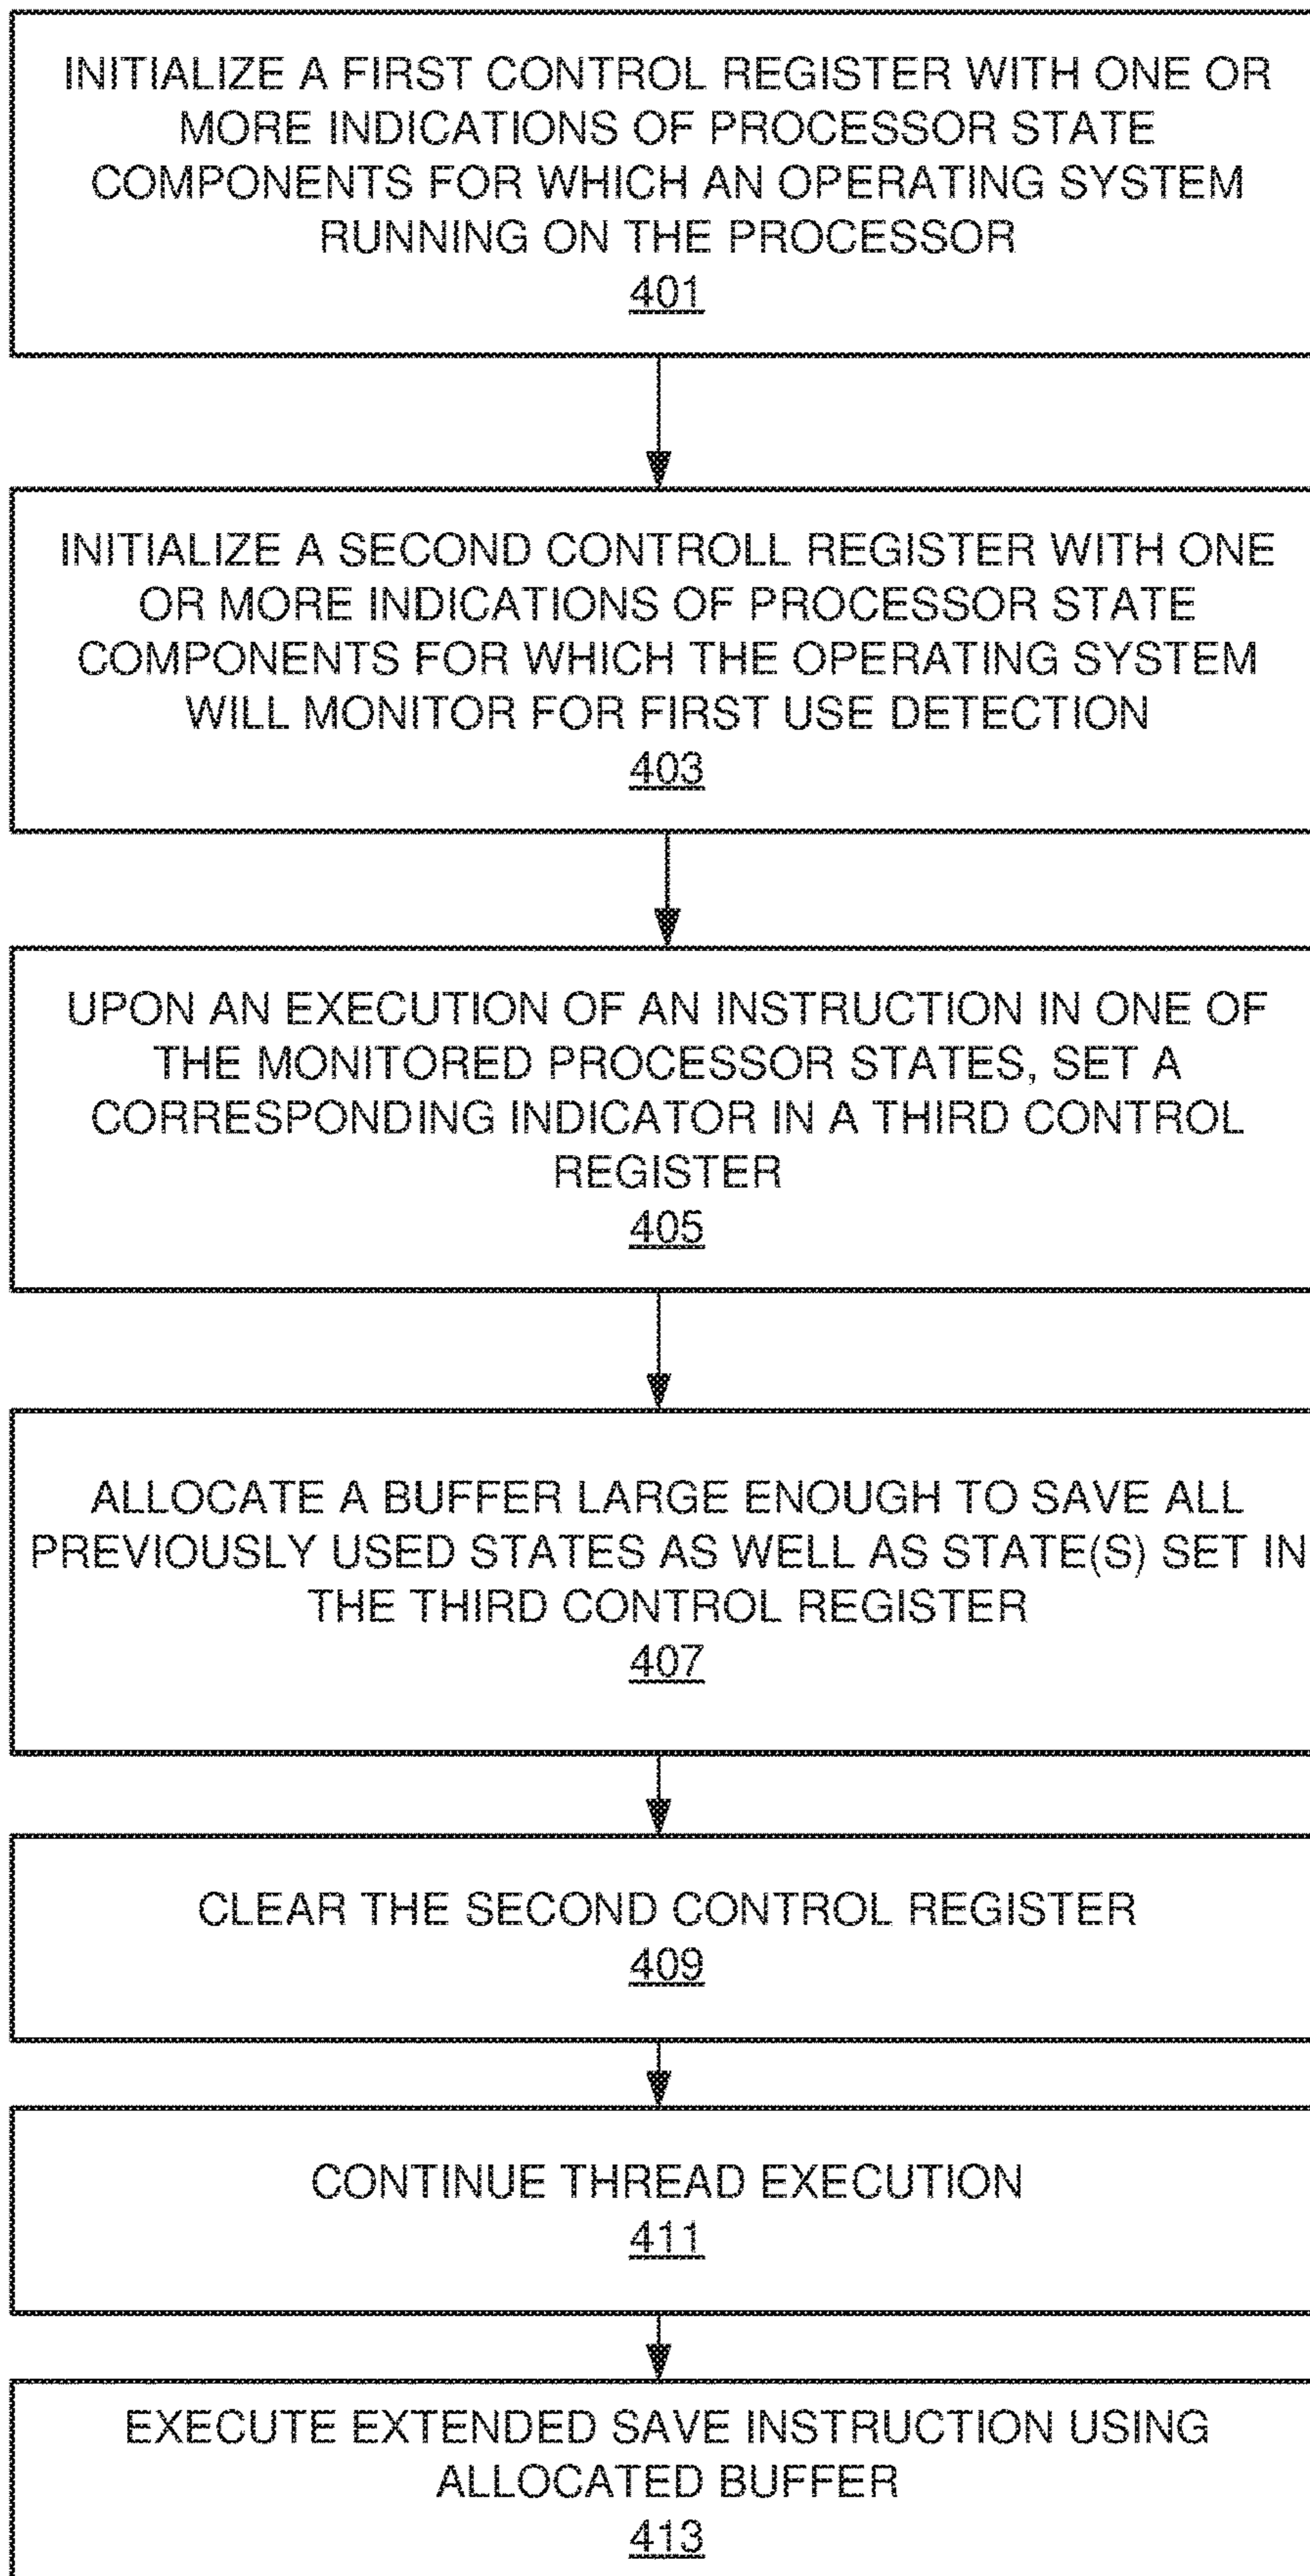 INITIALIZE A FIRST CONTROL REGISTER WITH ONE OR
MORE INDICATIONS OF PROCESSOR STATE
COMPONENTS FOR WHICH AN OPERATING SYSTEM
RUNNING ON THE PROCESSOR
401
INITIALIZE A SECOND CONTROLL REGISTER WITH ONE
OR MORE INDICATIONS OF PROCESSOR STATE
COMPONENTS FOR WHICH THE OPERATING SYSTEM
WILL MONITOR FOR FIRST USE DETECTION
403
UPON AN EXECUTION OF AN INSTRUCTION IN ONE OF
THE MONITORED PROCESSOR STATES, SET A
CORRESPONDING INDICATOR IN A THIRD CONTROL
REGISTER
405
ALLOCATE A BUFFER LARGE ENOUGH TO SAVE ALL
PREVIOUSLY USED STATES AS WELL AS STATE(S) SET IN
THE THIRD CONTROL REGISTER
407
CLEAR THE SECOND CONTROL REGISTER
409
CONTINUE THREAD EXECUTION
411
EXECUTE EXTENDED SAVE INSTRUCTION USING
ALLOCATED BUFFER
413